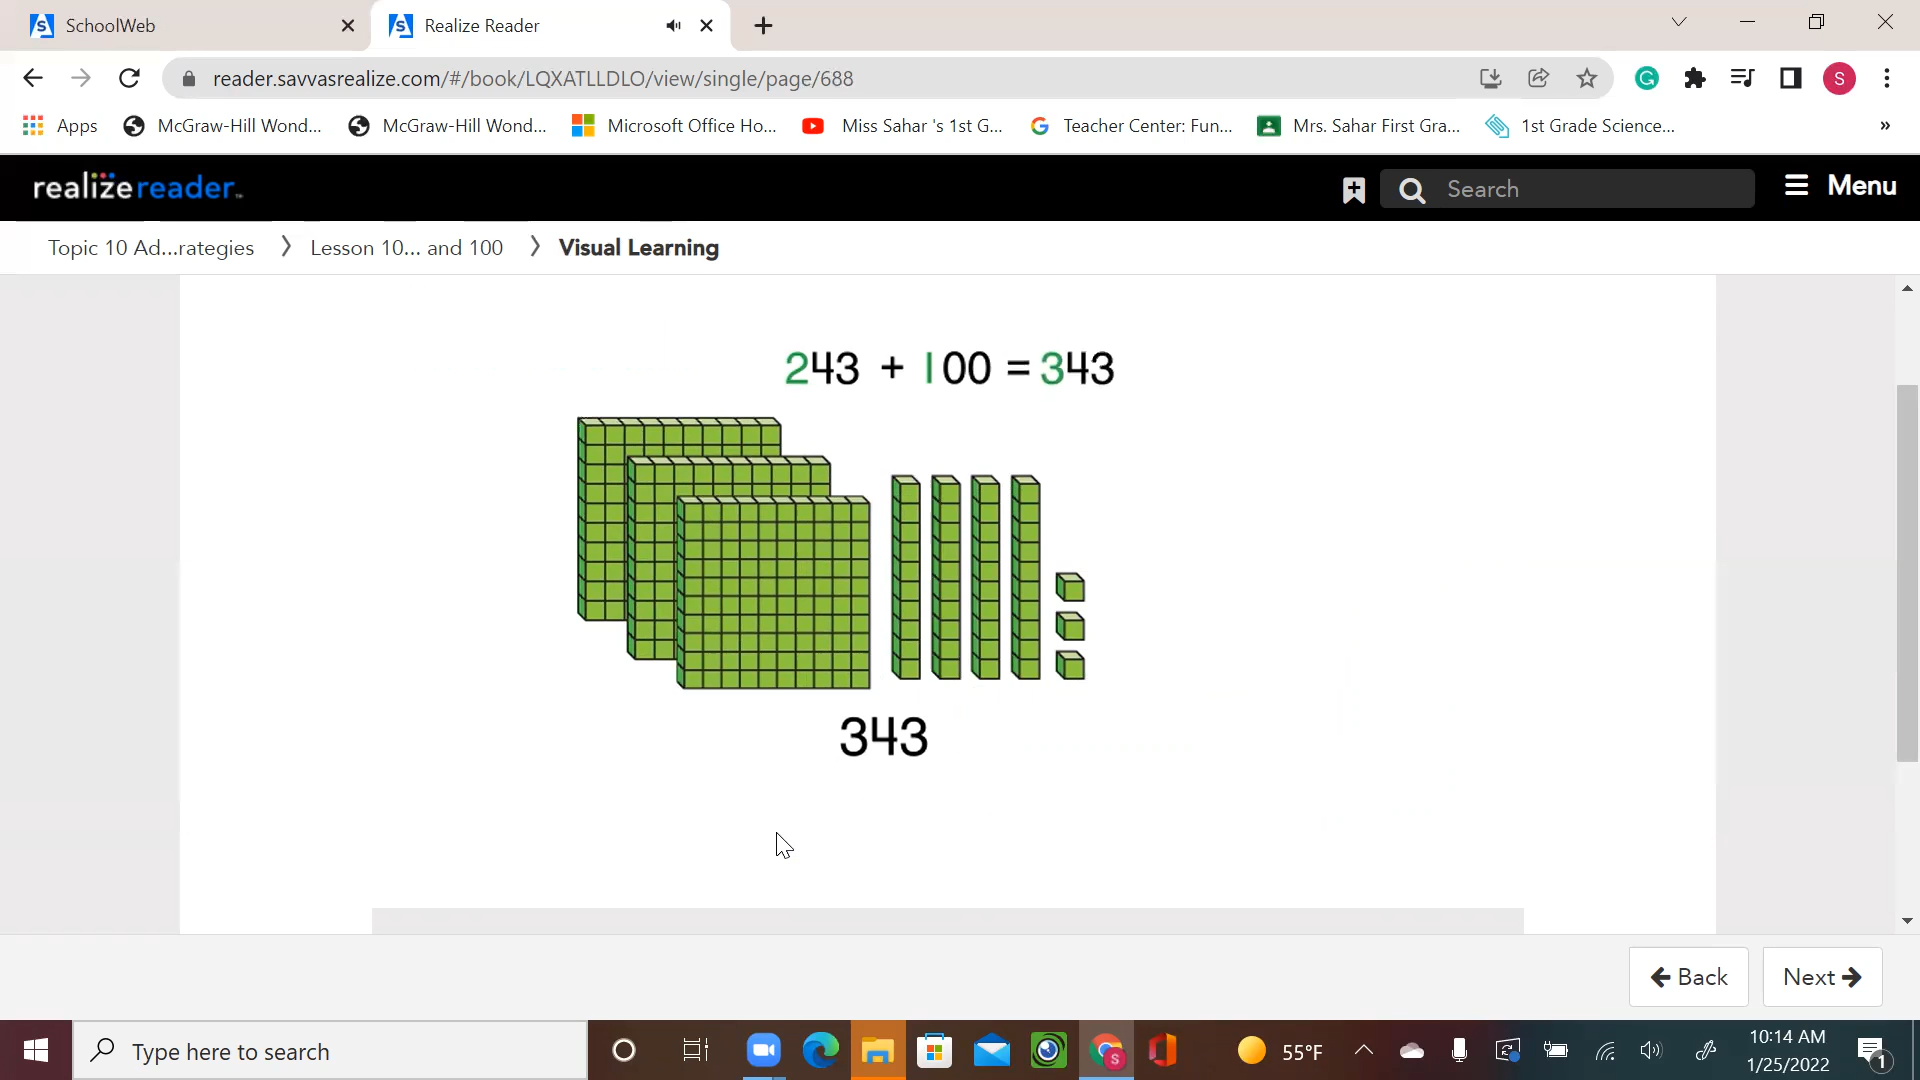 SchoolWeb
Realize Reader
reader.savvasrealize.com/#/book/LQXATLLDLO/view/single/page/688
S
Apps
McGraw-Hill Wond...
McGraw-Hill Wond...
Microsoft Office Ho...
Miss Sahar 's 1st G...
Teacher Center: Fun...
Mrs. Sahar First Gra...
1st Grade Science...
»
realizereader™
Search
Menu
Topic 10 Ad...rategies
Lesson 10... and 100
Visual Learning
243 + 100 = 343
343
Back
Next
Type here to search
55°F
10:14 AM
1/25/2022
1